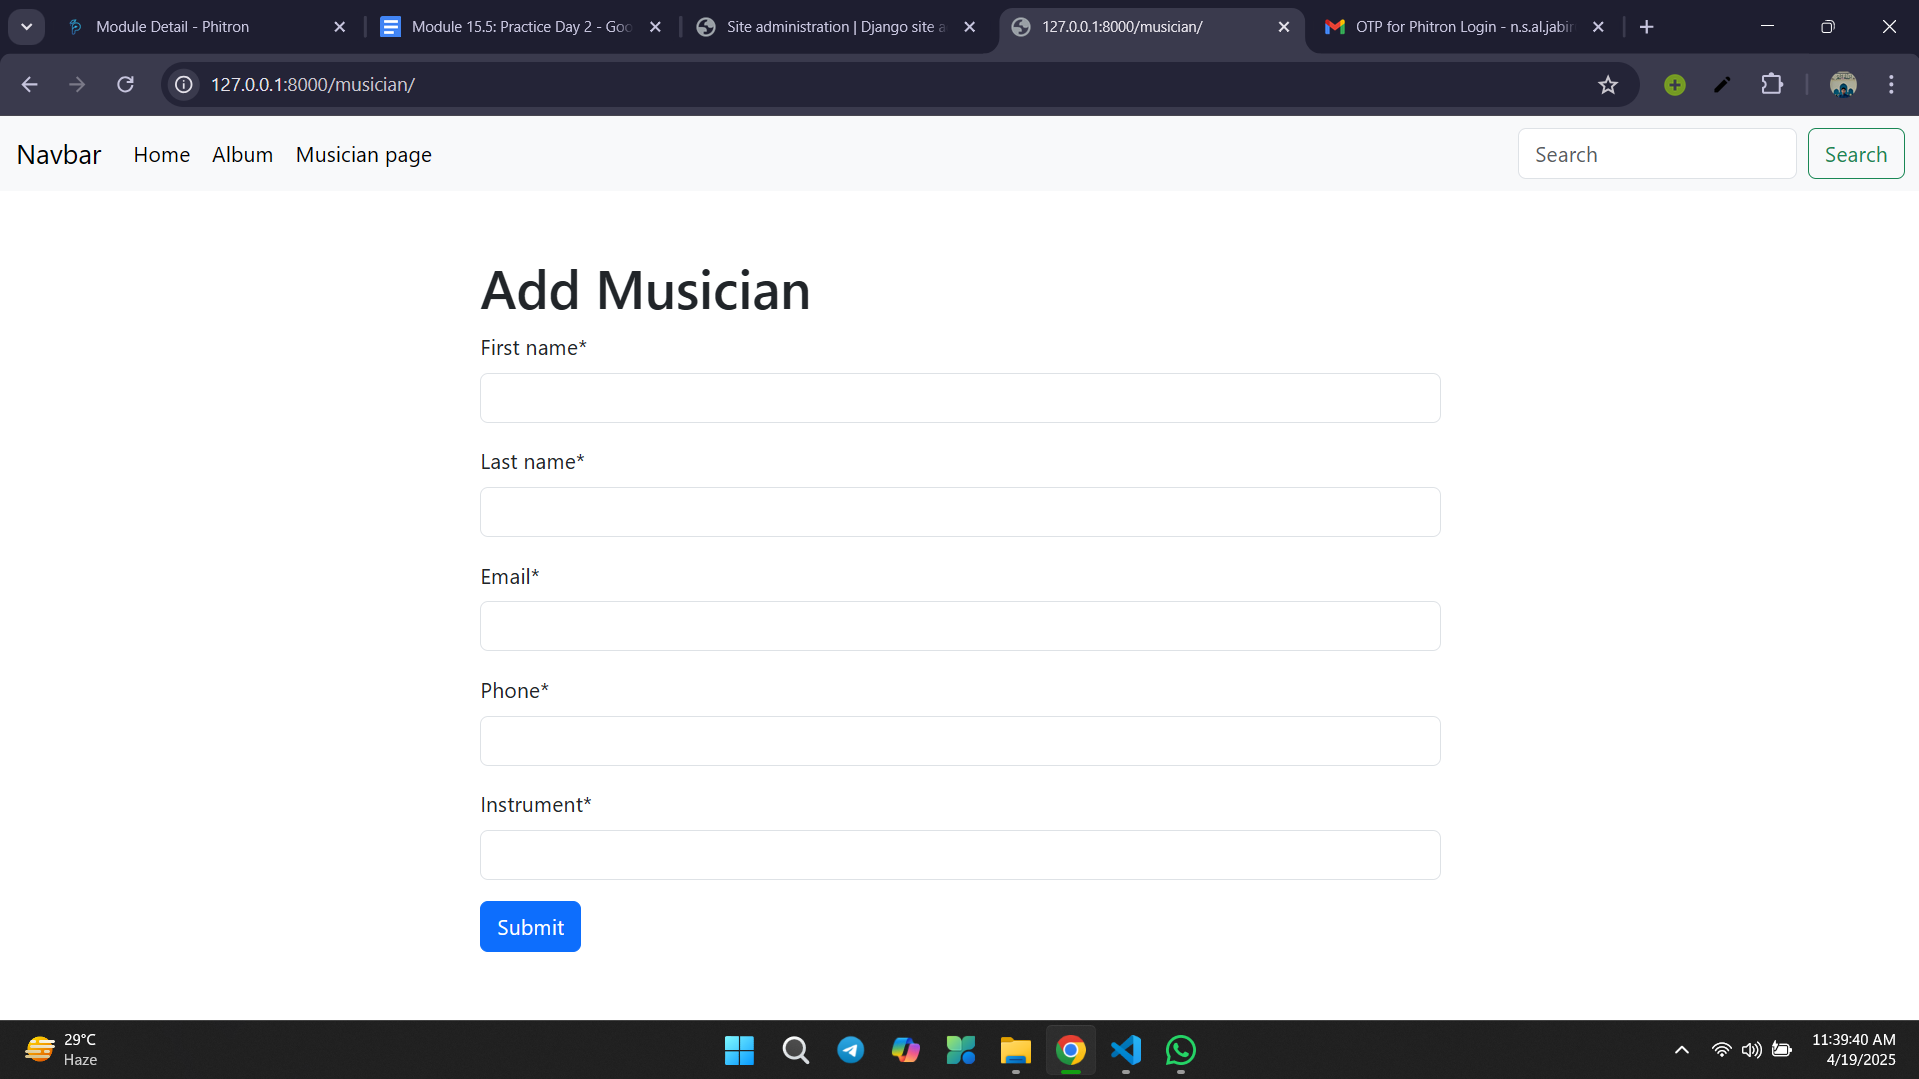 Module Detail - Phitron
Module 15.5: Practice Day 2 - Goo
Site administration | Django site a
127.0.0.1:8000/musician/
OTP for Phitron Login - n.s.al.jabir
127.0.0.1:8000/musician/
Navbar Home Album Musician page Search Search
Add Musician
First name*
Last name*
Email*
Phone*
Instrument*
Submit
29°C
Haze
11:39:40 AM
4/19/2025